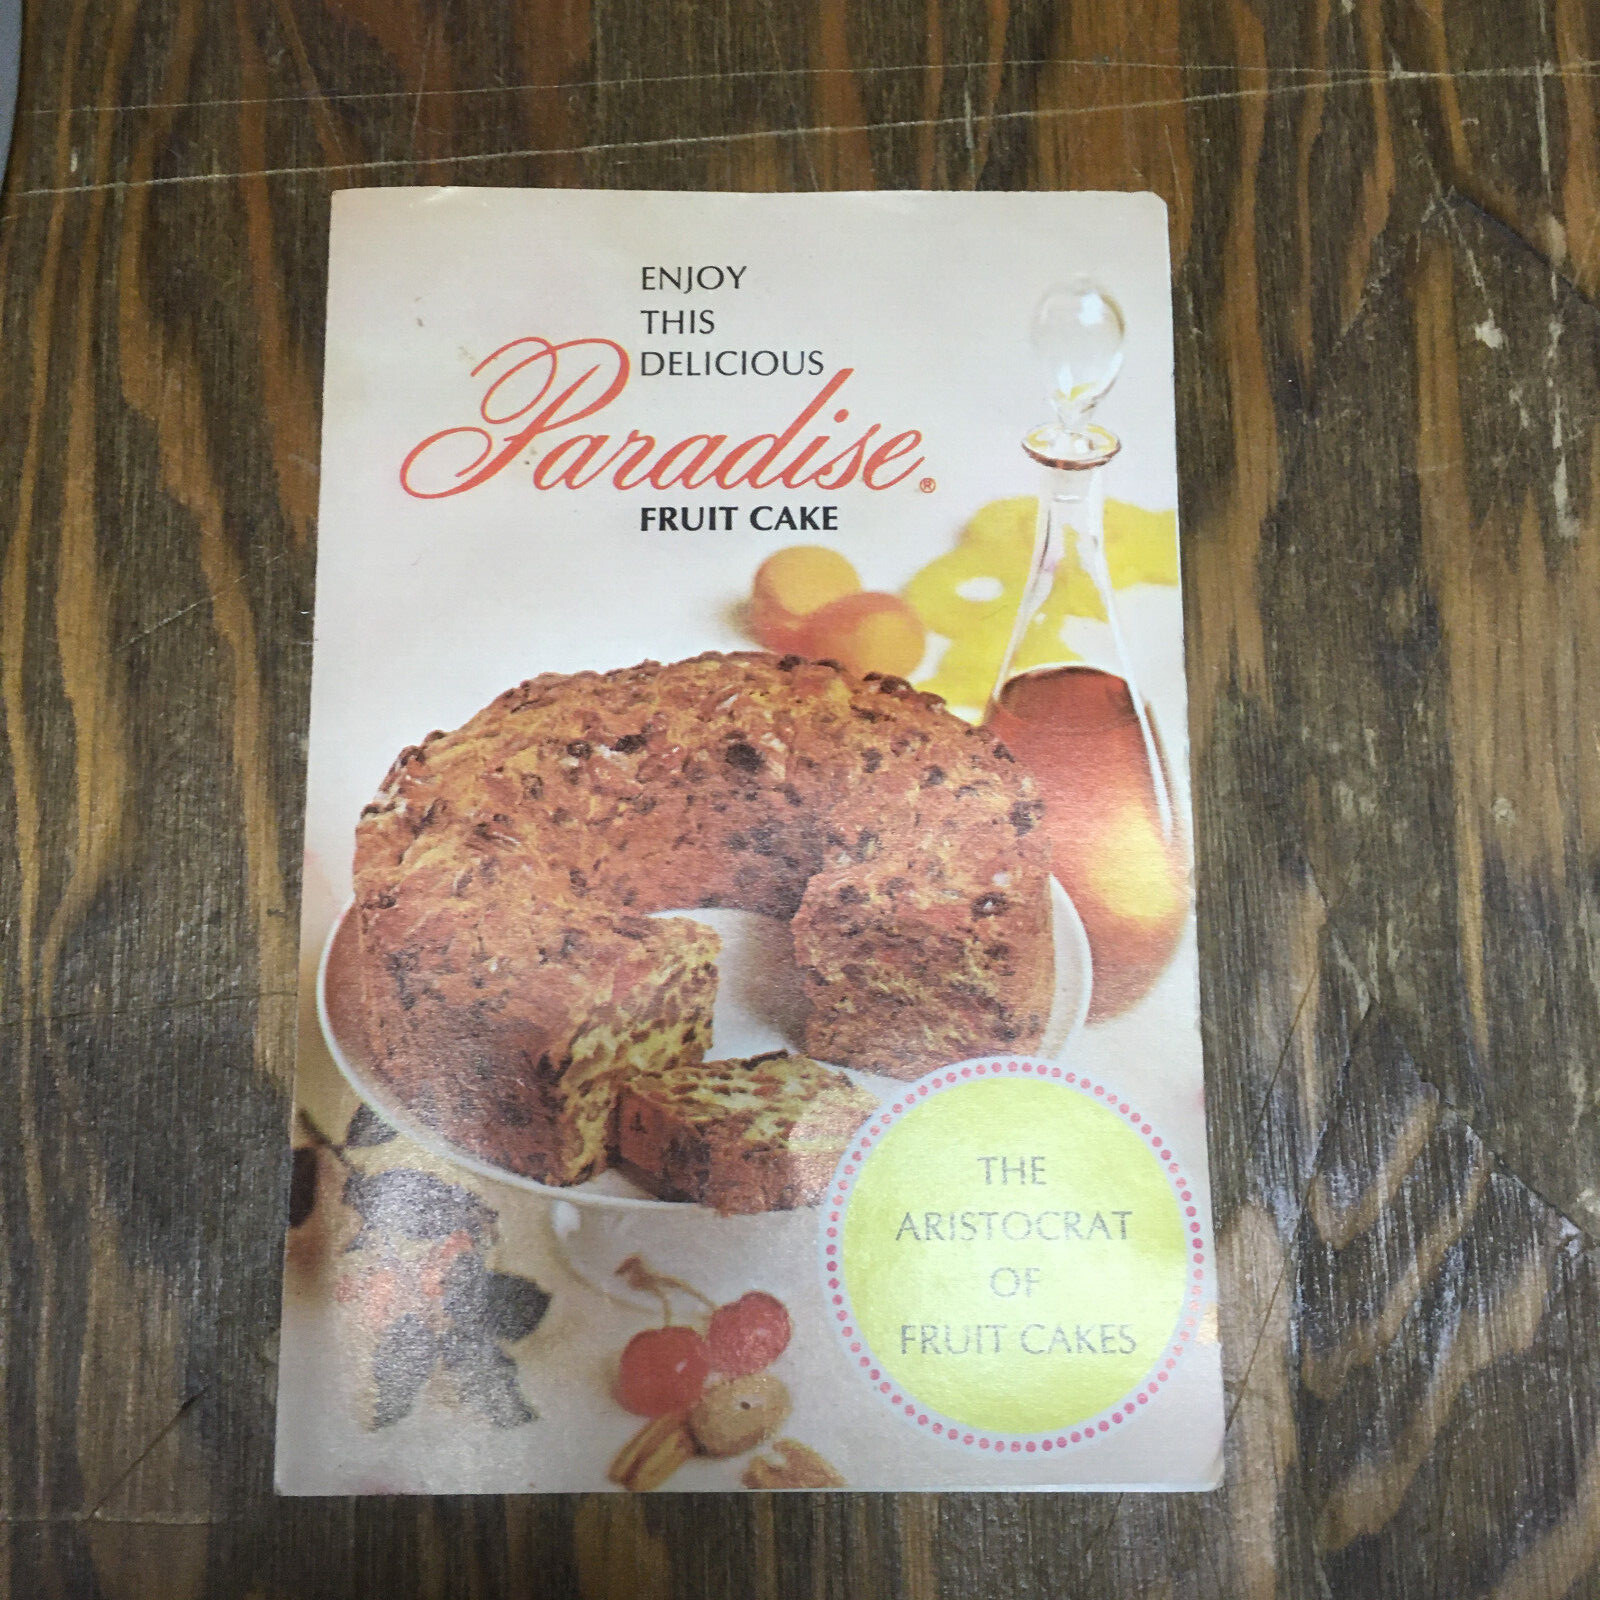 ENJOY
THIS
DELICIOUS
Paradise®
FRUIT CAKE
THE
ARISTOCRAT
OF
FRUIT CAKES